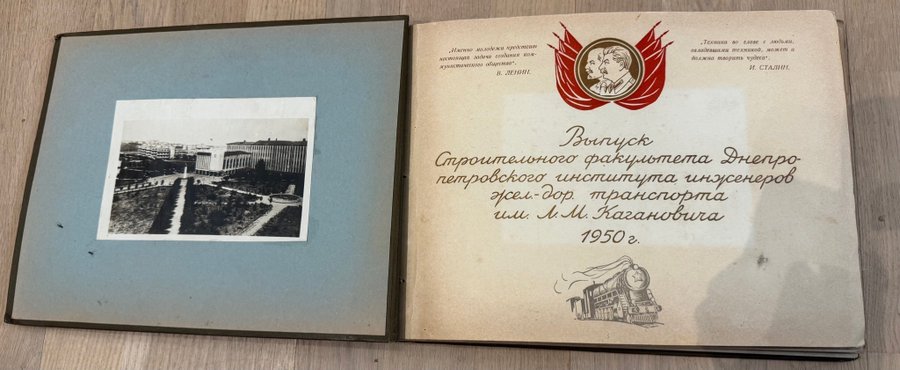 „Именно молодежи предстоит
настоящая задача создания ком-
мунистического общества".
В. ЛЕНИН.
„Техника во главе с людьми,
овладевшими техникой, может и
должна творить чудеса".
И. СТАЛИН.
Выпуск
Строительного факультета Днепро-
петровского института инженеров
жел-дор. транспорта
им. Л. М. Кагановича
1950 г.